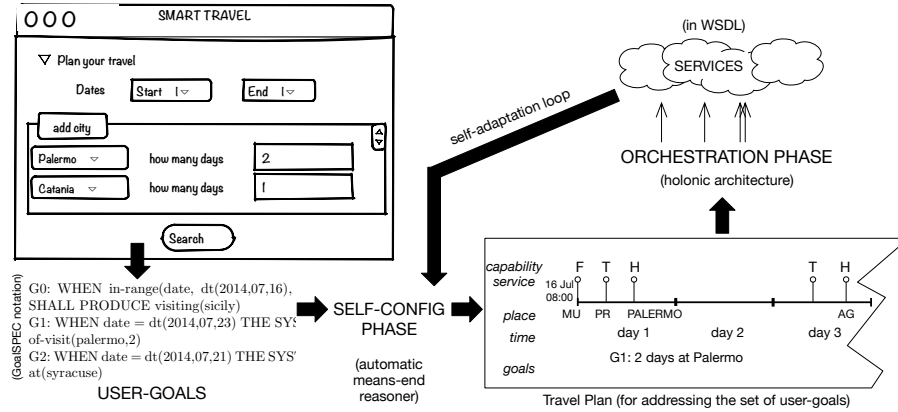 OOO
SMART TRAVEL
Plan your travel
Dates
Start
End
add city
Palermo
how many days
2
Catania
how many days
1
Search
(GoalSPEC notation)
G0: WHEN in-range(date, dt(2014,07,16),
SHALL PRODUCE visiting(sicily)
G1: WHEN date = dt(2014,07,23) THE SYS
of-visit(palermo,2)
G2: WHEN date = dt(2014,07,21) THE SYS
at(syracuse)
USER-GOALS
SELF-CONFIG
PHASE
(automatic
means-end
reasoner)
self-adaptation loop
(in WSDL)
SERVICES
ORCHESTRATION PHASE
(holonic architecture)
capability
service
F T H T H
16 Jul
08:00
place
MU PR PALERMO AG
time
day 1 day 2 day 3
goals
G1: 2 days at Palermo
Travel Plan (for addressing the set of user-goals)